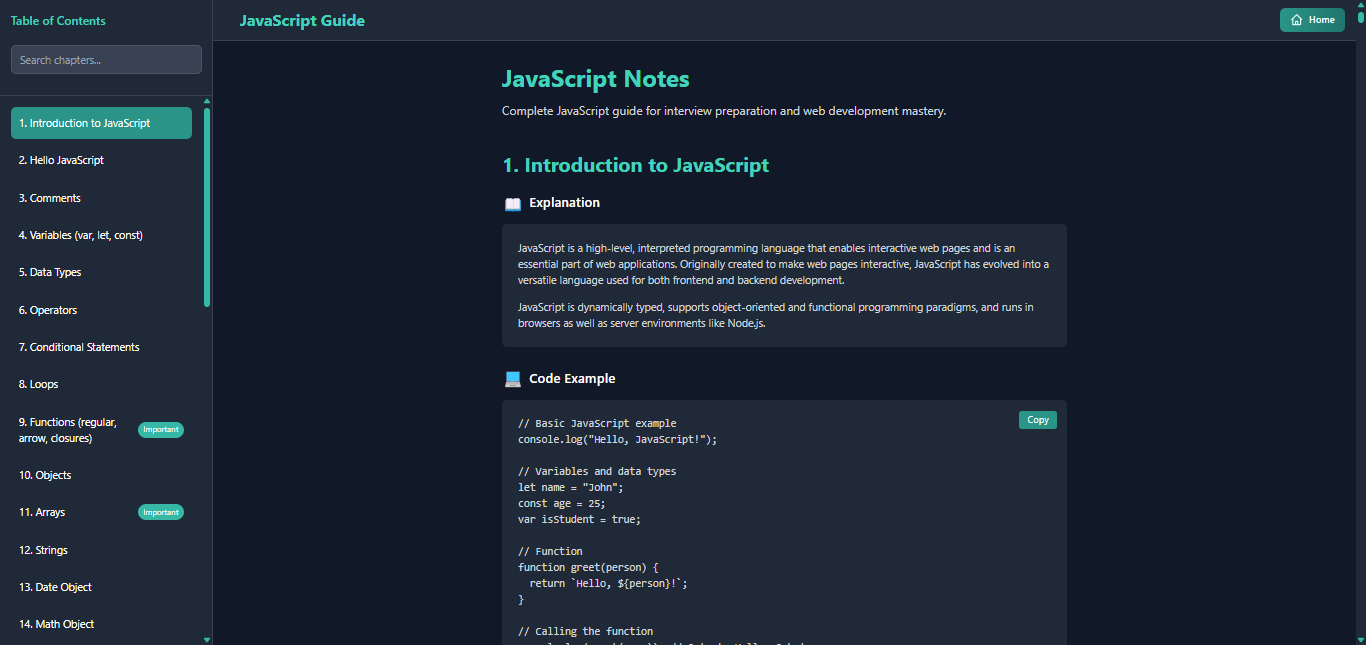 Table of Contents
Search chapters...
1. Introduction to JavaScript
2. Hello JavaScript
3. Comments
4. Variables (var, let, const)
5. Data Types
6. Operators
7. Conditional Statements
8. Loops
9. Functions (regular,
arrow, closures)
Important
10. Objects
11. Arrays
Important
12. Strings
13. Date Object
14. Math Object
JavaScript Guide
Home
JavaScript Notes
Complete JavaScript guide for interview preparation and web development mastery.
1. Introduction to JavaScript
Explanation
JavaScript is a high-level, interpreted programming language that enables interactive web pages and is an
essential part of web applications. Originally created to make web pages interactive, JavaScript has evolved into a
versatile language used for both frontend and backend development.
JavaScript is dynamically typed, supports object-oriented and functional programming paradigms, and runs in
browsers as well as server environments like Node.js.
Code Example
Copy
// Basic JavaScript example
console.log("Hello, JavaScript!");
// Variables and data types
let name = "John";
const age = 25;
var isStudent = true;
// Function
function greet(person) {
  return `Hello, ${person}!`;
}
// Calling the function